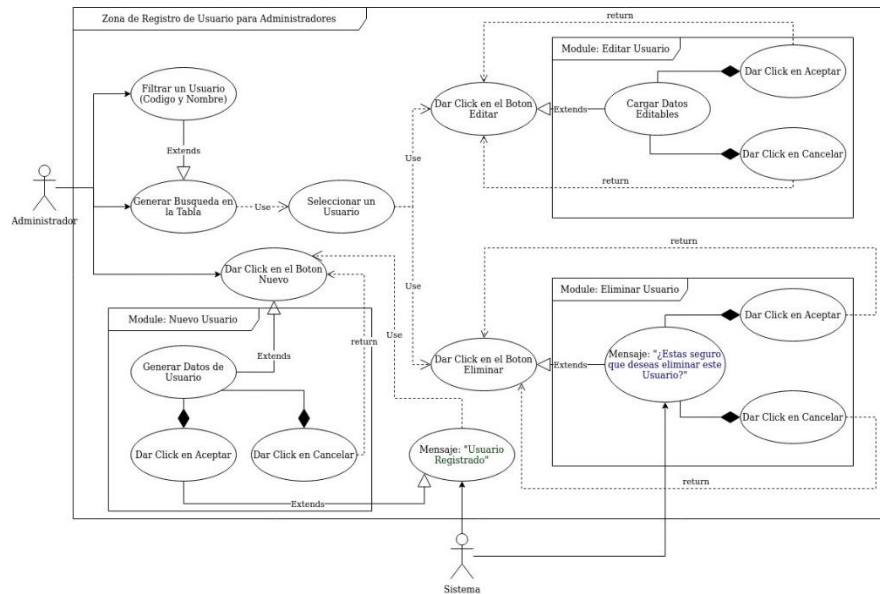 Zona de Registro de Usuario para Administradores
return
Module: Editar Usuario
Filtrar un Usuario
(Codigo y Nombre)
Dar Click en el Boton
Editar
Extends
Cargar Datos
Editables
Dar Click en Aceptar
Dar Click en Cancelar
return
Extends
Use
Administrador
Generar Busqueda en
la Tabla
Use
Seleccionar un
Usuario
Dar Click en el Boton
Nuevo
Use
return
Module: Eliminar Usuario
Module: Nuevo Usuario
Use
return
Extends
Generar Datos de
Usuario
Dar Click en el Boton
Eliminar
Extends
Mensaje: "¿Estas seguro
que deseas eliminar este
Usuario?"
Dar Click en Aceptar
Dar Click en Cancelar
Dar Click en Aceptar
Dar Click en Cancelar
Mensaje: "Usuario
Registrado"
return
Extends
Sistema